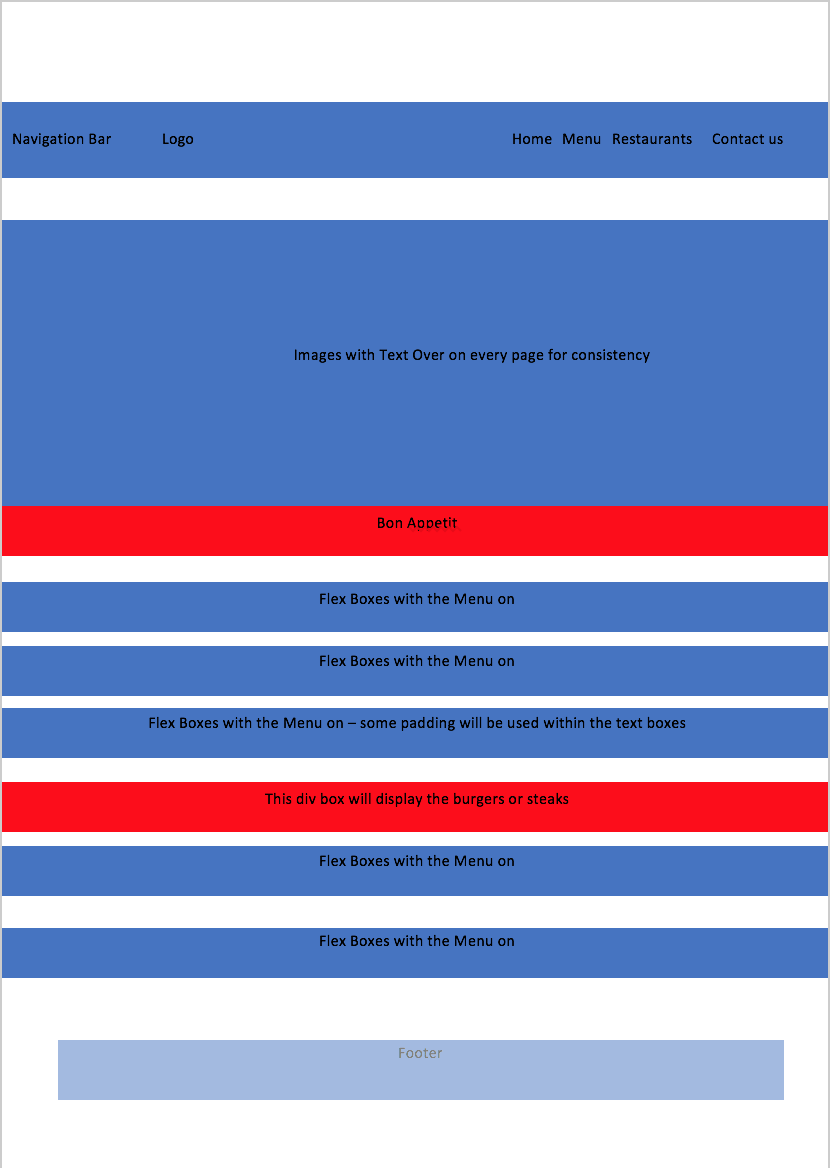 Navigation Bar Logo Home Menu Restaurants Contact us
Images with Text Over on every page for consistency
Bon Appetit
Flex Boxes with the Menu on
Flex Boxes with the Menu on
Flex Boxes with the Menu on – some padding will be used within the text boxes
This div box will display the burgers or steaks
Flex Boxes with the Menu on
Flex Boxes with the Menu on
Footer